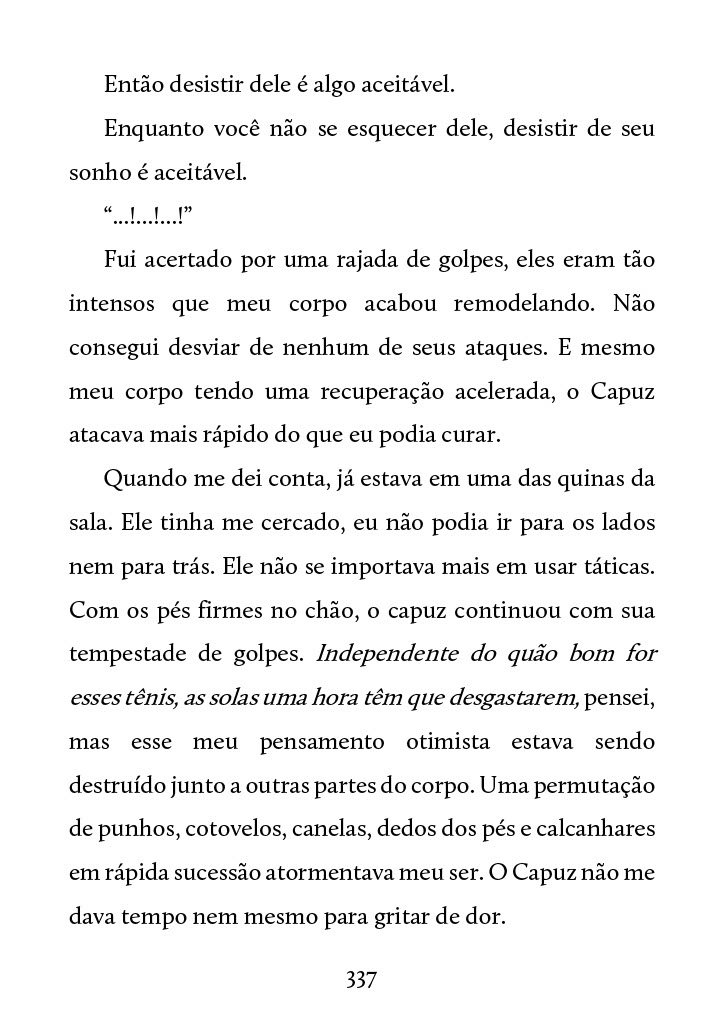 Então desistir dele é algo aceitável.
Enquanto você não se esquecer dele, desistir de seu
sonho é aceitável.
“...!...!...!”
Fui acertado por uma rajada de golpes, eles eram tão
intensos que meu corpo acabou remodelando. Não
consegui desviar de nenhum de seus ataques. E mesmo
meu corpo tendo uma recuperação acelerada, o Capuz
atacava mais rápido do que eu podia curar.
Quando me dei conta, já estava em uma das quinas da
sala. Ele tinha me cercado, eu não podia ir para os lados
nem para trás. Ele não se importava mais em usar táticas.
Com os pés firmes no chão, o capuz continuou com sua
tempestade de golpes. Independente do quão bom for
esses tênis, as solas uma hora têm que desgastarem, pensei,
mas esse meu pensamento otimista estava sendo
destruído junto a outras partes do corpo. Uma permutação
de punhos, cotovelos, canelas, dedos dos pés e calcanhares
em rápida sucessão atormentava meu ser. O Capuz não me
dava tempo nem mesmo para gritar de dor.
337